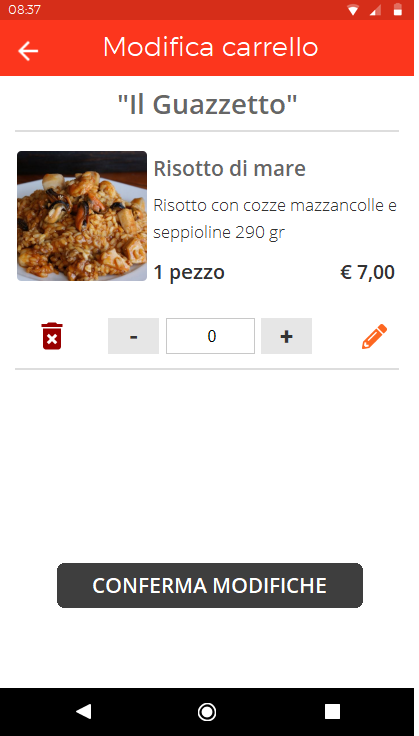 08:37
Modifica carrello
"Il Guazzetto"
Risotto di mare
Risotto con cozze mazzancolle e
seppioline 290 gr
1 pezzo € 7,00
- 0 +
CONFERMA MODIFICHE